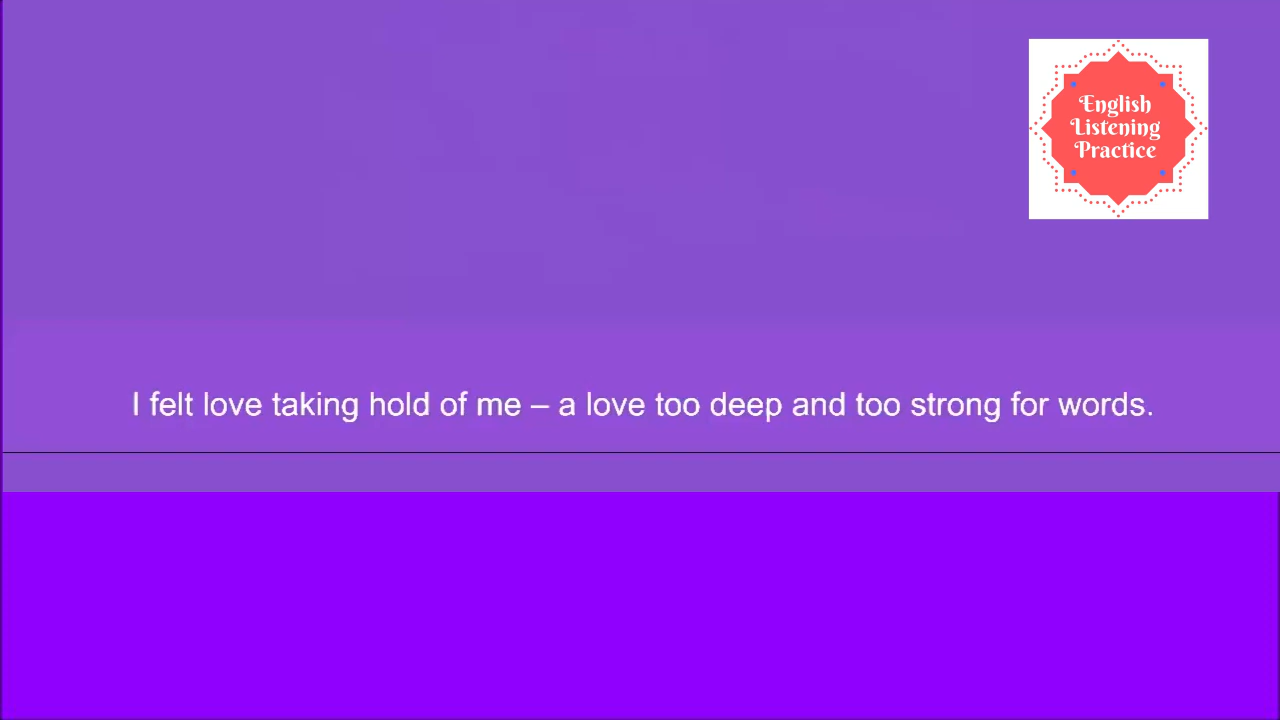 English
Listening
Practice
I felt love taking hold of me – a love too deep and too strong for words.